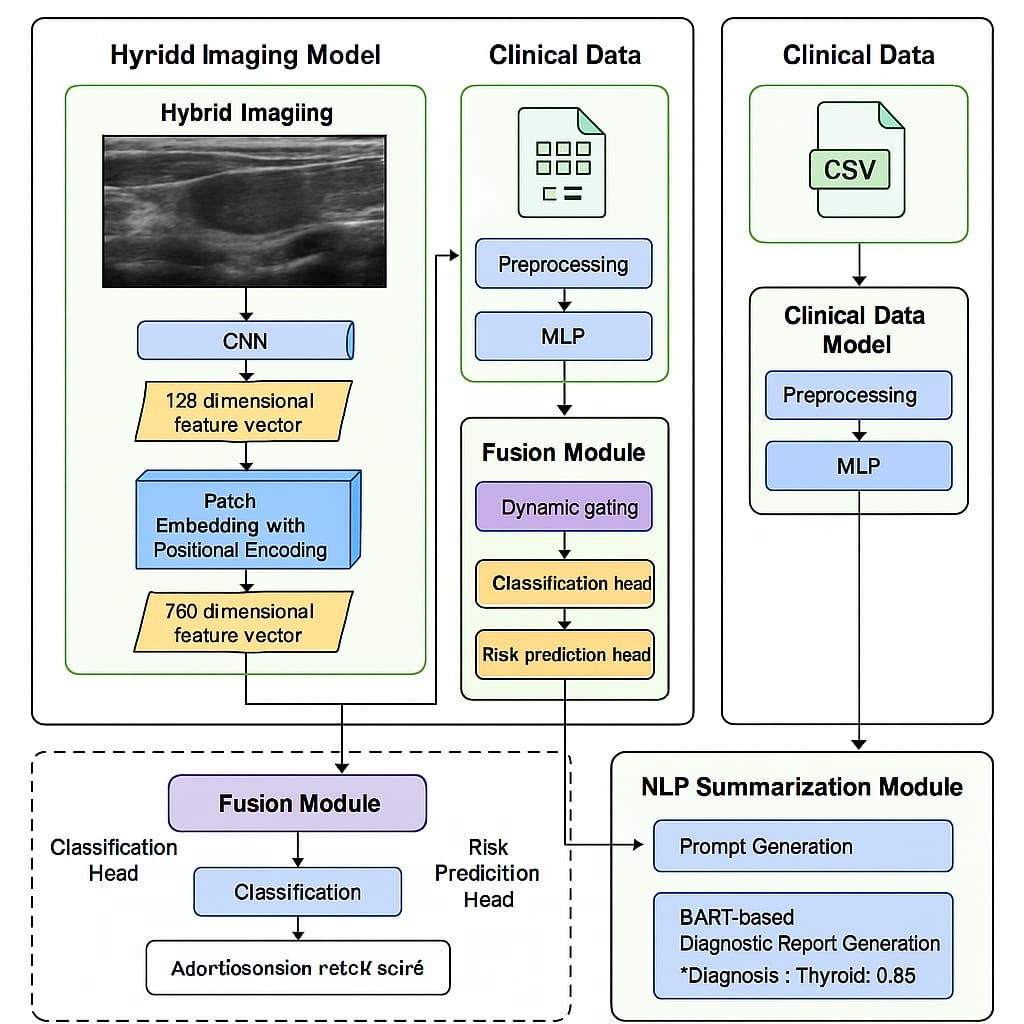 Hyridd Imaging Model
Hybrid Imagiing
CNN
128 dimensional
feature vector
Patch
Embedding with
Positional Encoding
760 dimensional
feature vector
Clinical Data
Preprocessing
MLP
Fusion Module
Dynamic gating
Classification head
Risk prediction head
Clinical Data
CSV
Clinical Data
Model
Preprocessing
MLP
Fusion Module
Classification
Head
Risk
Predicition
Head
Classification
Adortiosonsion retck sciré
NLP Summarization Module
Prompt Generation
BART-based
Diagnostic Report Generation
*Diagnosis : Thyroid: 0.85